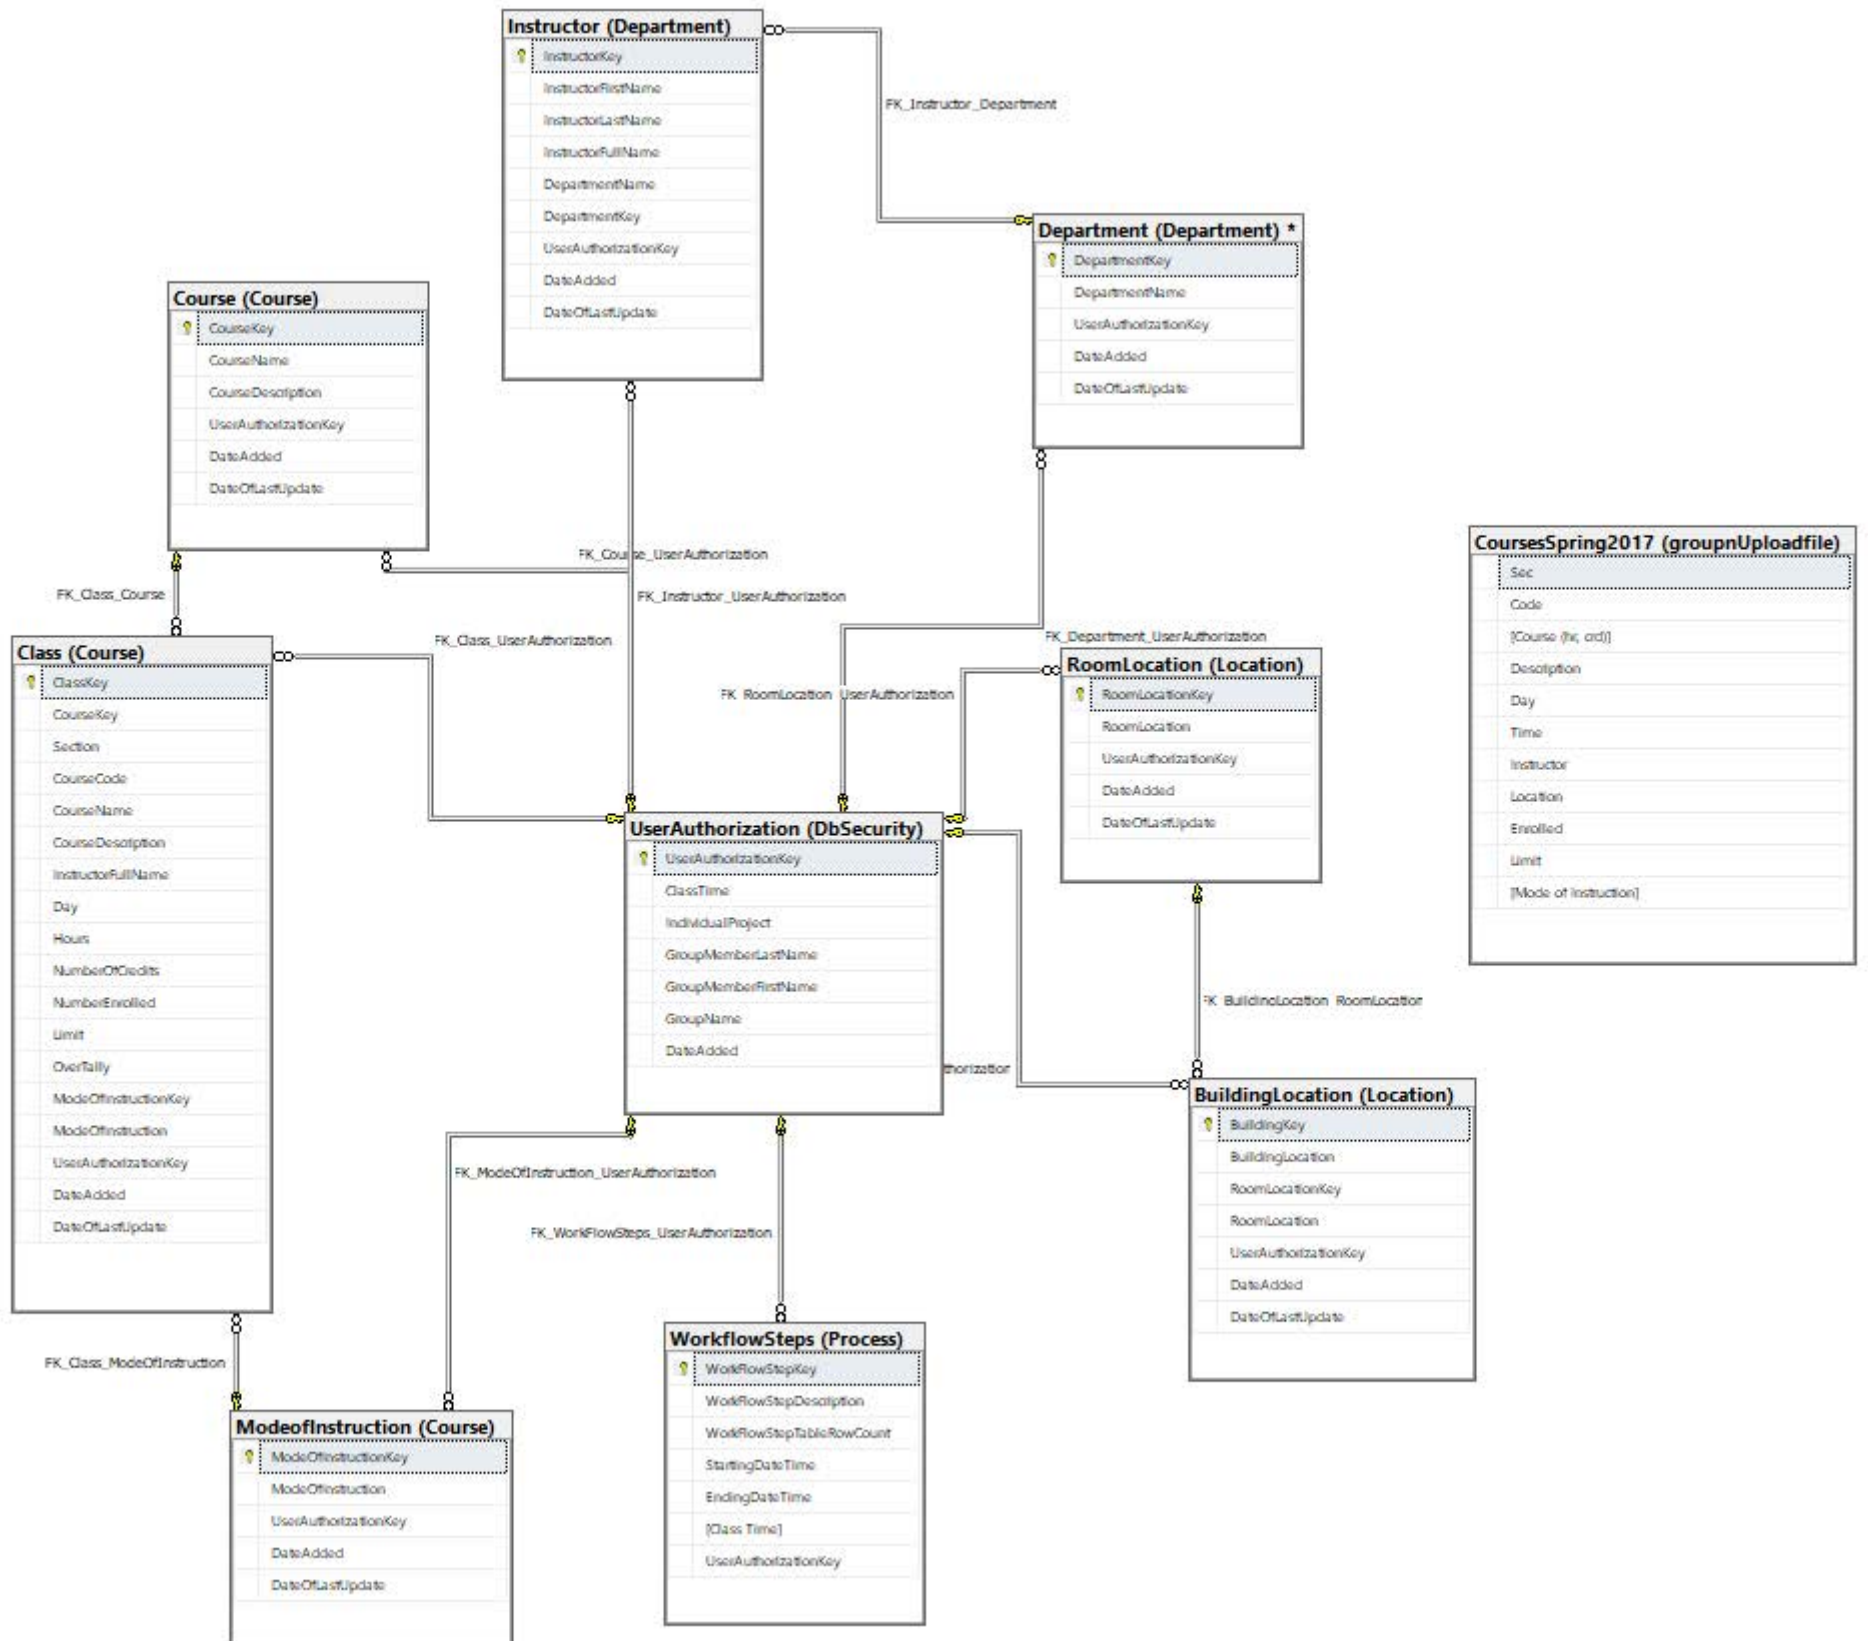 Instructor (Department)
InstructorKey
InstructorFirstName
InstructorLastName
InstructorFullName
DepartmentName
DepartmentKey
UserAuthorizationKey
DateAdded
DateOfLastUpdate
FK_Instructor_Department
Department (Department) *
DepartmentKey
DepartmentName
UserAuthorizationKey
DateAdded
DateOfLastUpdate
Course (Course)
CourseKey
CourseName
CourseDescription
UserAuthorizationKey
DateAdded
DateOfLastUpdate
FK_Course_UserAuthorization
FK_Class_Course
FK_Instructor_UserAuthorization
FK_Class_UserAuthorization
FK_Department_UserAuthorization
FK_RoomLocation_UserAuthorization
CoursesSpring2017 (groupnUploadfile)
Sec
Code
[Course (hr, crd)]
Description
Day
Time
Instructor
Location
Enrolled
Limit
[Mode of Instruction]
Class (Course)
ClassKey
CourseKey
Section
CourseCode
CourseName
CourseDescription
InstructorFullName
Day
Hours
NumberOfCredits
NumberEnrolled
Limit
OverTally
ModeOfInstructionKey
ModeOfInstruction
UserAuthorizationKey
DateAdded
DateOfLastUpdate
RoomLocation (Location)
RoomLocationKey
RoomLocation
UserAuthorizationKey
DateAdded
DateOfLastUpdate
UserAuthorization (DbSecurity)
UserAuthorizationKey
ClassTime
IndividualProject
GroupMemberLastName
GroupMemberFirstName
GroupName
DateAdded
FK_BuildingLocation_RoomLocation
thorization
BuildingLocation (Location)
BuildingKey
BuildingLocation
RoomLocationKey
RoomLocation
UserAuthorizationKey
DateAdded
DateOfLastUpdate
FK_ModeOfInstruction_UserAuthorization
FK_WorkFlowSteps_UserAuthorization
FK_Class_ModeOfInstruction
WorkflowSteps (Process)
WorkFlowStepKey
WorkFlowStepDescription
WorkFlowStepTableRowCount
StartingDateTime
EndingDateTime
[Class Time]
UserAuthorizationKey
ModeofInstruction (Course)
ModeOfInstructionKey
ModeOfInstruction
UserAuthorizationKey
DateAdded
DateOfLastUpdate